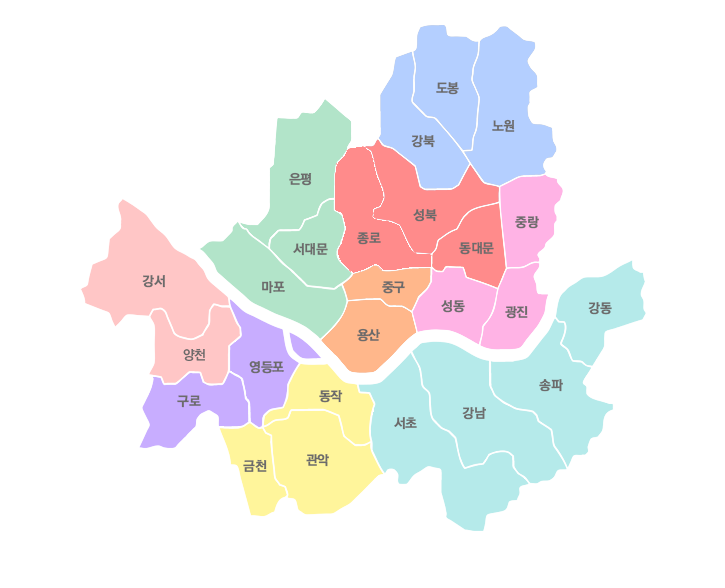 도봉
노원
강북
은평
성북
중랑
종로
서대문
동대문
강서
마포
중구
성동
강동
광진
용산
양천
영등포
송파
동작
구로
강남
서초
관악
금천